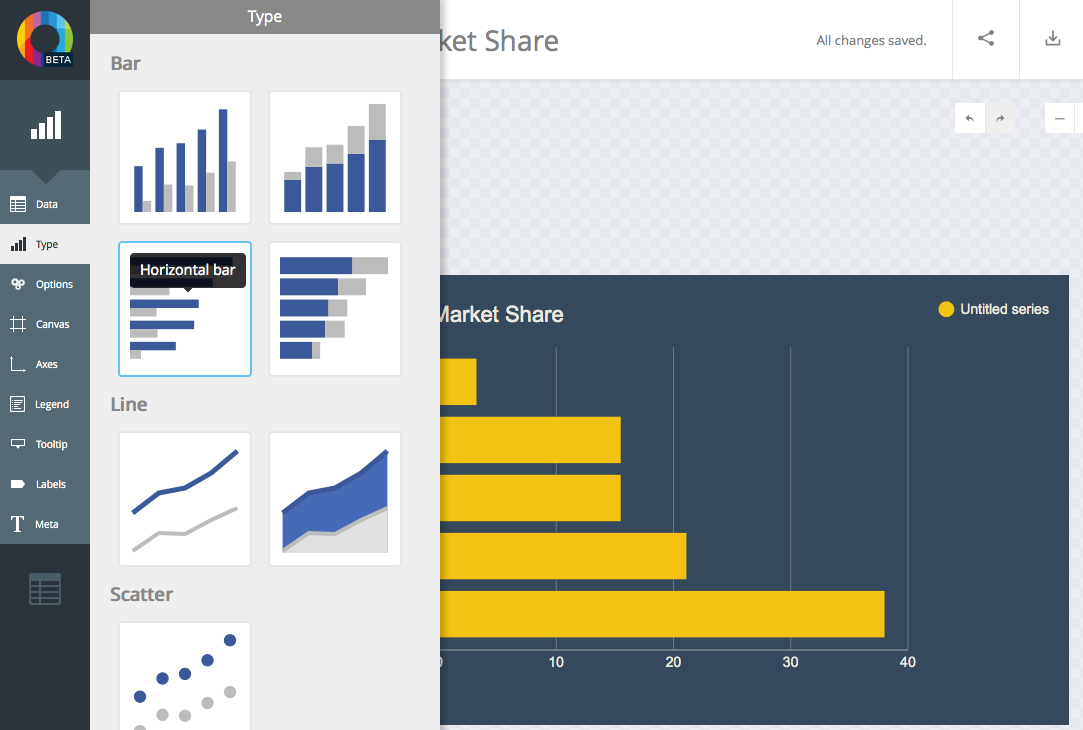 BETA
Type
ket Share
All changes saved.
Bar
Data
Type
Horizontal bar
Options
Canvas
Axes
Legend
Tooltip
Labels
Meta
Line
Scatter
Market Share
Untitled series
10 20 30 40